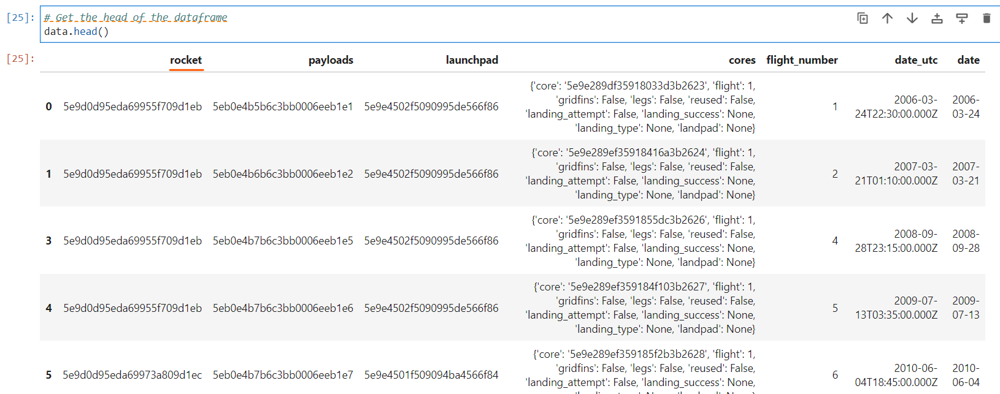 [25]: # Get the head of the dataframe
data.head()
[25]: rocket payloads launchpad cores flight_number date_utc date
{'core': '5e9e289df35918033d3b2623', 'flight': 1,
'gridfins': False, 'legs': False, 'reused': False,
0 5e9d0d95eda69955f709d1eb 5eb0e4b5b6c3bb0006eeb1e1 5e9e4502f5090995de566f86 1 2006-03- 2006-
'landing_attempt': False, 'landing_success': None, 24T22:30:00.000Z 03-24
'landing_type': None, 'landpad': None}
{'core': '5e9e289ef35918416a3b2624', 'flight': 1,
'gridfins': False, 'legs': False, 'reused': False, 2007-03- 2007-
1 5e9d0d95eda69955f709d1eb 5eb0e4b6b6c3bb0006eeb1e2 5e9e4502f5090995de566f86 2
'landing_attempt': False, 'landing_success': None, 21T01:10:00.000Z 03-21
'landing_type': None, 'landpad': None}
{'core': '5e9e289ef3591855dc3b2626', 'flight': 1,
'gridfins': False, 'legs': False, 'reused': False, 2008-09- 2008-
3 5e9d0d95eda69955f709d1eb 5eb0e4b7b6c3bb0006eeb1e5 5e9e4502f5090995de566f86 4
'landing_attempt': False, 'landing_success': None, 28T23:15:00.000Z 09-28
'landing_type': None, 'landpad': None}
{'core': '5e9e289ef359184f103b2627', 'flight': 1,
'gridfins': False, 'legs': False, 'reused': False, 2009-07- 2009-
4 5e9d0d95eda69955f709d1eb 5eb0e4b7b6c3bb0006eeb1e6 5e9e4502f5090995de566f86 5
'landing_attempt': False, 'landing_success': None, 13T03:35:00.000Z 07-13
'landing_type': None, 'landpad': None}
{'core': '5e9e289ef359185f2b3b2628', 'flight': 1,
'gridfins': False, 'legs': False, 'reused': False, 2010-06- 2010-
5 5e9d0d95eda69973a809d1ec 5eb0e4b7b6c3bb0006eeb1e7 5e9e4501f509094ba4566f84 6
'landing_attempt': False, 'landing_success': None, 04T18:45:00.000Z 06-04